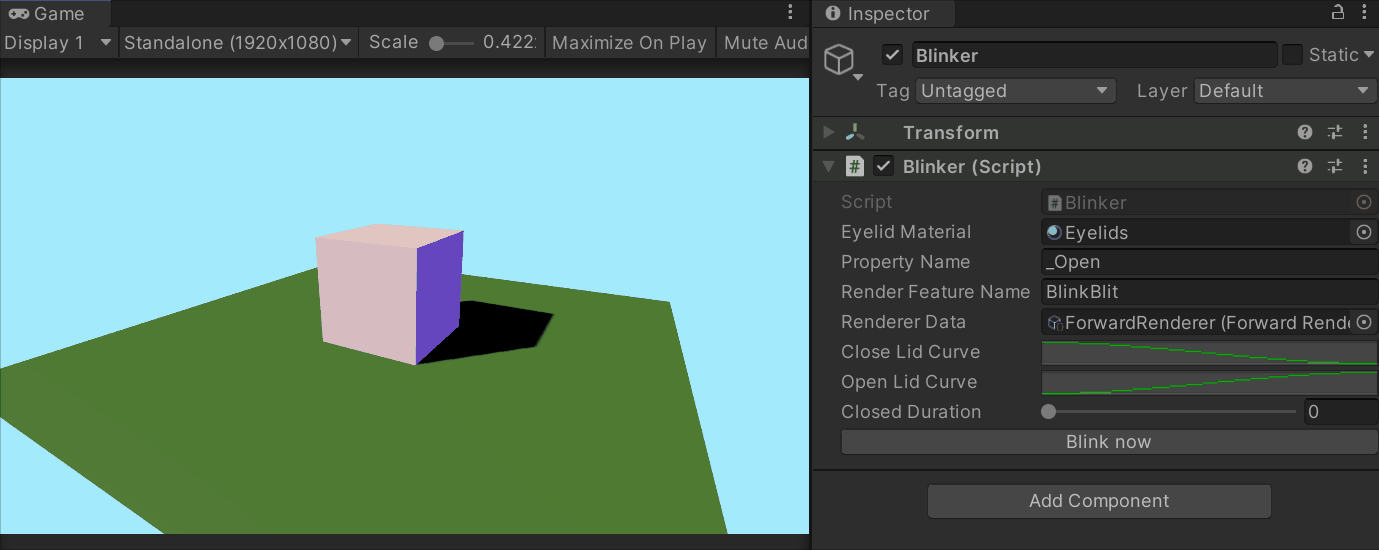 Game
Display 1 Standalone (1920x1080) Scale 0.422 Maximize On Play Mute Aud
Inspector
Blinker Static
Tag Untagged Layer Default
Transform
# Blinker (Script)
Script # Blinker
Eyelid Material Eyelids
Property Name _Open
Render Feature Name BlinkBlit
Renderer Data ForwardRenderer (Forward Rende
Close Lid Curve
Open Lid Curve
Closed Duration 0
Blink now
Add Component